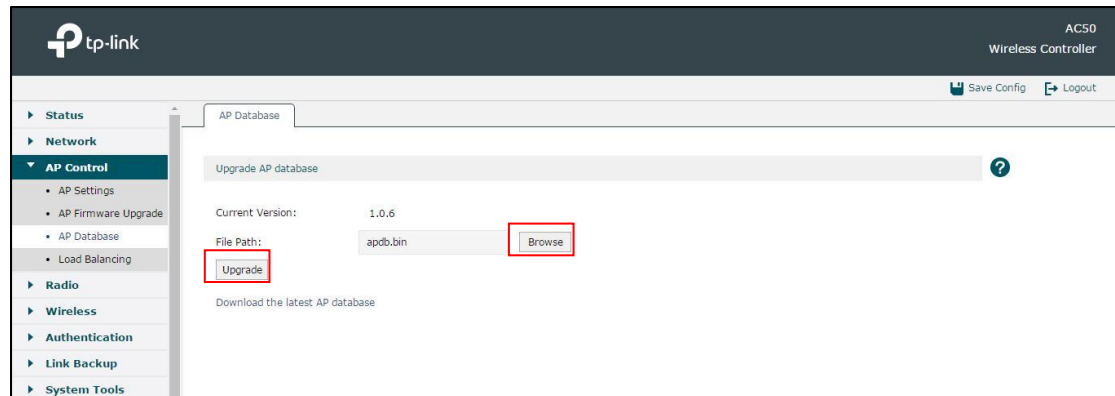 tp-link
AC50
Wireless Controller
Save Config Logout
Status
Network
AP Control
AP Settings
AP Firmware Upgrade
AP Database
Load Balancing
Radio
Wireless
Authentication
Link Backup
System Tools
AP Database
Upgrade AP database
?
Current Version: 1.0.6
File Path: apdb.bin Browse
Upgrade
Download the latest AP database